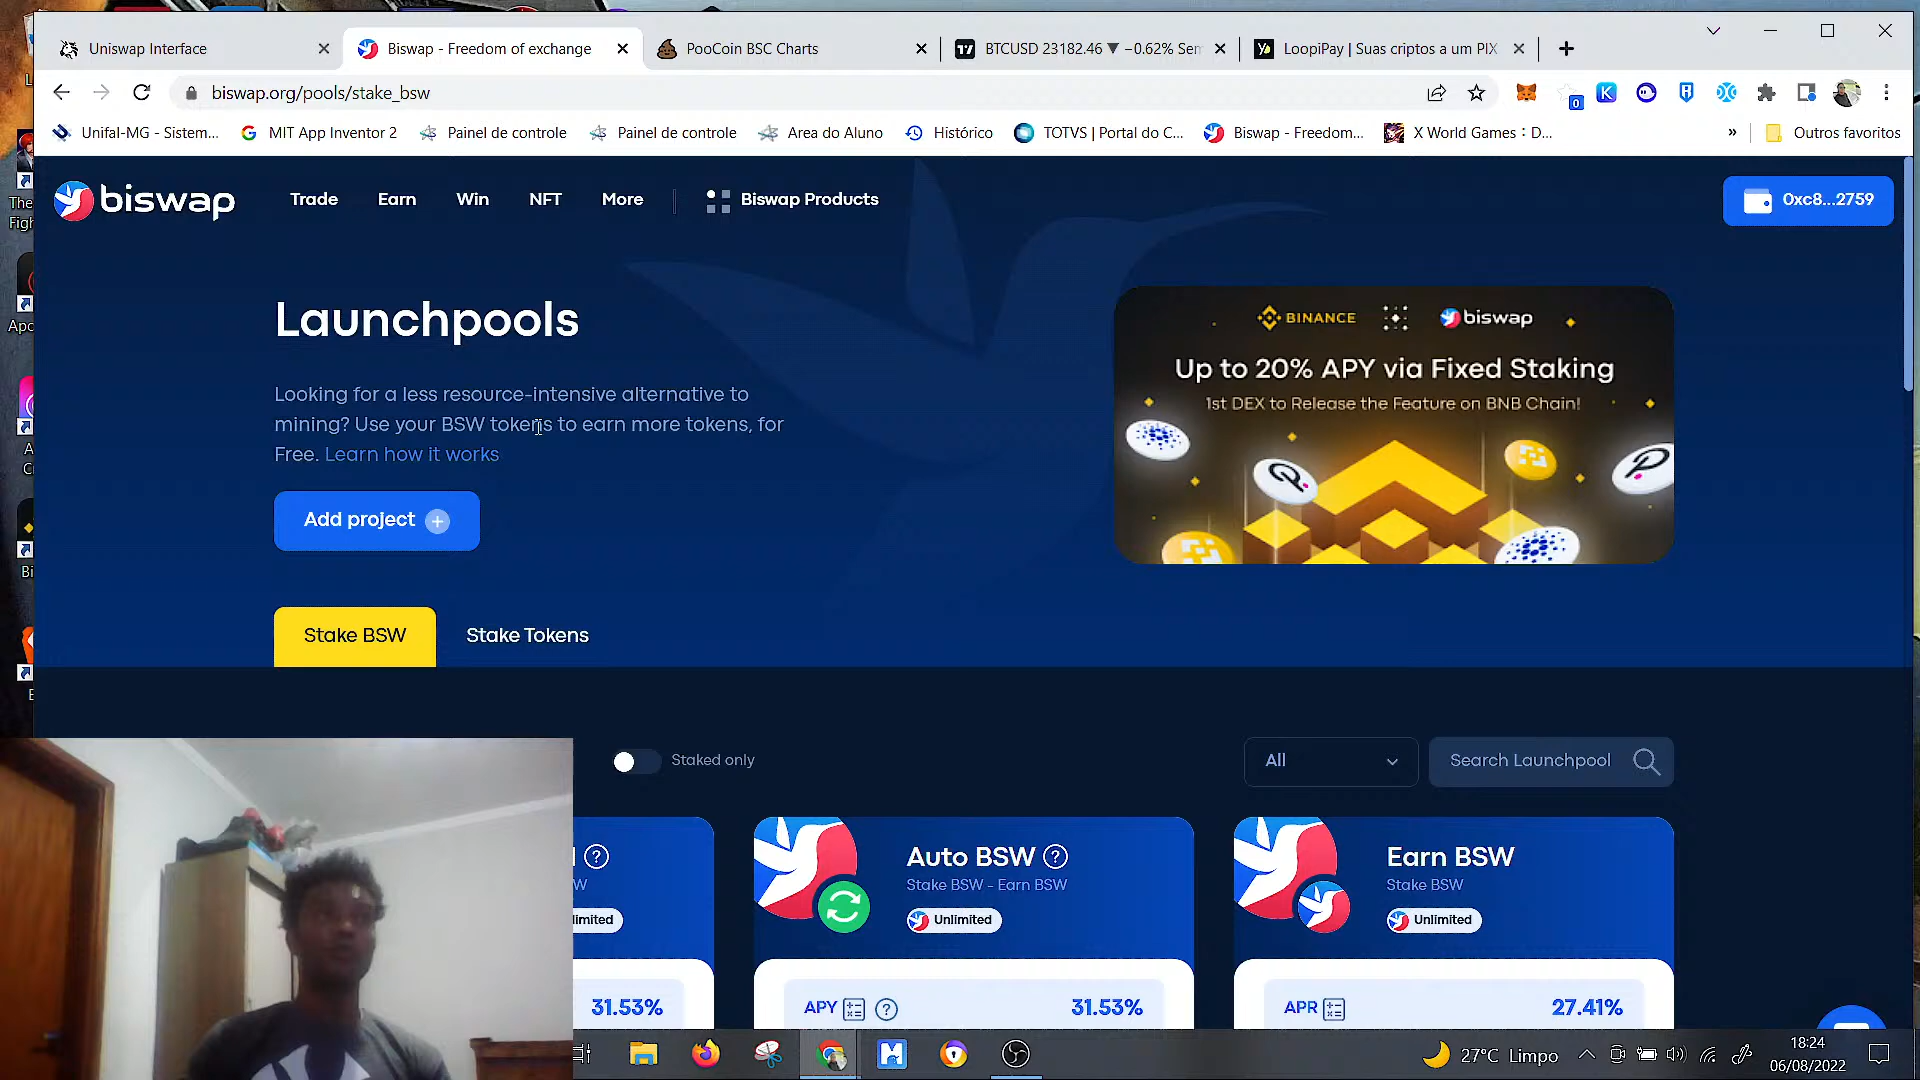 Uniswap Interface
Biswap - Freedom of exchange
PooCoin BSC Charts
BTCUSD 23182.46 ▼ −0.62% Sem
LoopiPay | Suas criptos a um PIX
biswap.org/pools/stake_bsw
0
Unifal-MG - Sistem...
MIT App Inventor 2
Painel de controle
Painel de controle
Area do Aluno
Histórico
TOTVS | Portal do C...
Biswap - Freedom...
X World Games : D...
»
Outros favoritos
biswap
Trade
Earn
Win
NFT
More
Biswap Products
0xc8...2759
Launchpools
Looking for a less resource-intensive alternative to
mining? Use your BSW tokens to earn more tokens, for
Free. Learn how it works
Add project +
BINANCE
biswap
Up to 20% APY via Fixed Staking
1st DEX to Release the Feature on BNB Chain!
Stake BSW
Stake Tokens
Staked only
All
Search Launchpool
Auto BSW ?
Stake BSW - Earn BSW
Unlimited
Earn BSW
Stake BSW
Unlimited
31.53%
APY ?
31.53%
APR
27.41%
27°C Limpo
18:24
06/08/2022